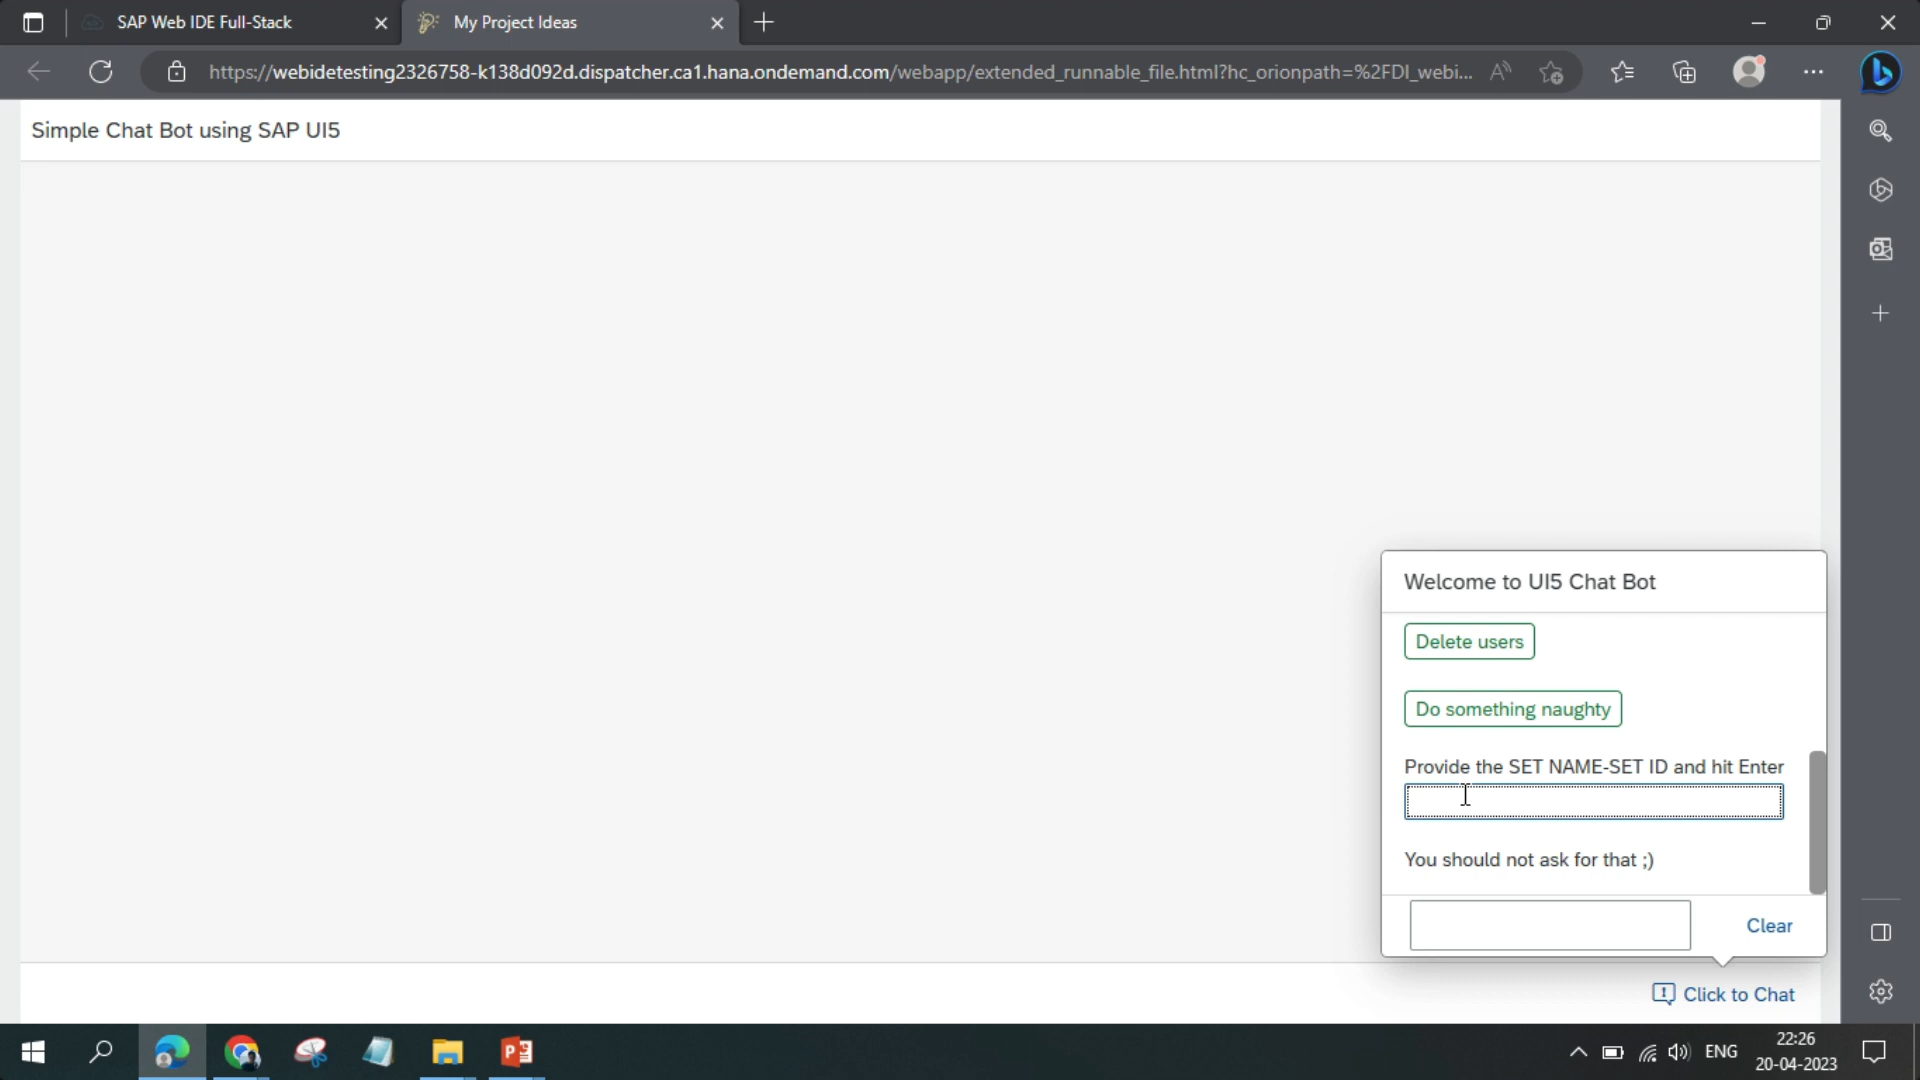 SAP Web IDE Full-Stack
My Project Ideas
https://webidetesting2326758-k138d092d.dispatcher.ca1.hana.ondemand.com/webapp/extended_runnable_file.html?hc_orionpath=%2FDI_webi...
Simple Chat Bot using SAP UI5
Welcome to UI5 Chat Bot
Delete users
Do something naughty
Provide the SET NAME-SET ID and hit Enter
You should not ask for that ;)
Clear
Click to Chat
ENG
22:26
20-04-2023